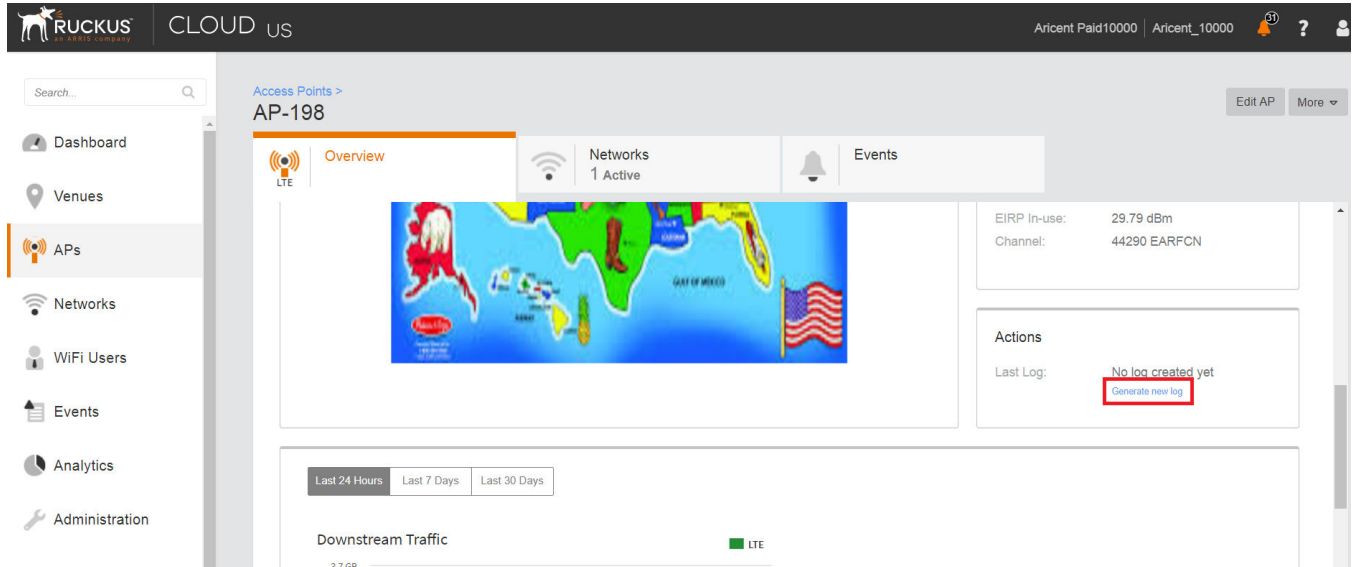 RUCKUS
an ARRIS company
CLOUD US
Aricent Paid10000
Aricent_10000
31
?
Search...
Dashboard
Venues
APs
Networks
WiFi Users
Events
Analytics
Administration
Access Points >
AP-198
Edit AP
More
LTE
Overview
Networks
1 Active
Events
GULF OF MEXICO
EIRP In-use: 29.79 dBm
Channel: 44290 EARFCN
Actions
Last Log: No log created yet
Generate new log
Last 24 Hours
Last 7 Days
Last 30 Days
Downstream Traffic
LTE